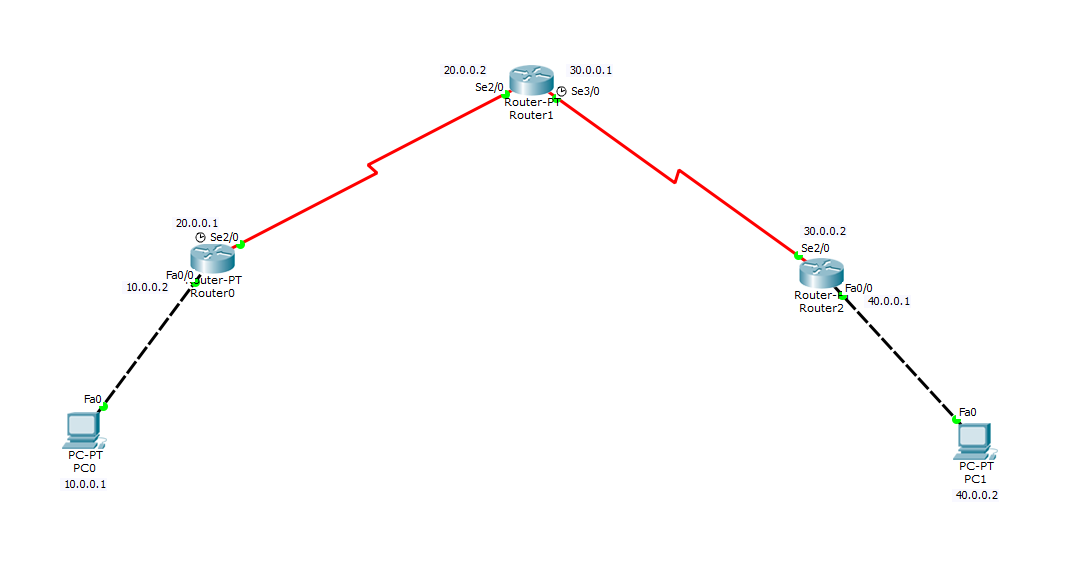 20.0.0.2
30.0.0.1
Se2/0
Se3/0
Router-PT
Router1
20.0.0.1
Se2/0
Fa0/0
uter-PT
Router0
10.0.0.2
30.0.0.2
Se2/0
Fa0/0
Router-
Router2
40.0.0.1
Fa0
PC-PT
PC0
10.0.0.1
Fa0
PC-PT
PC1
40.0.0.2